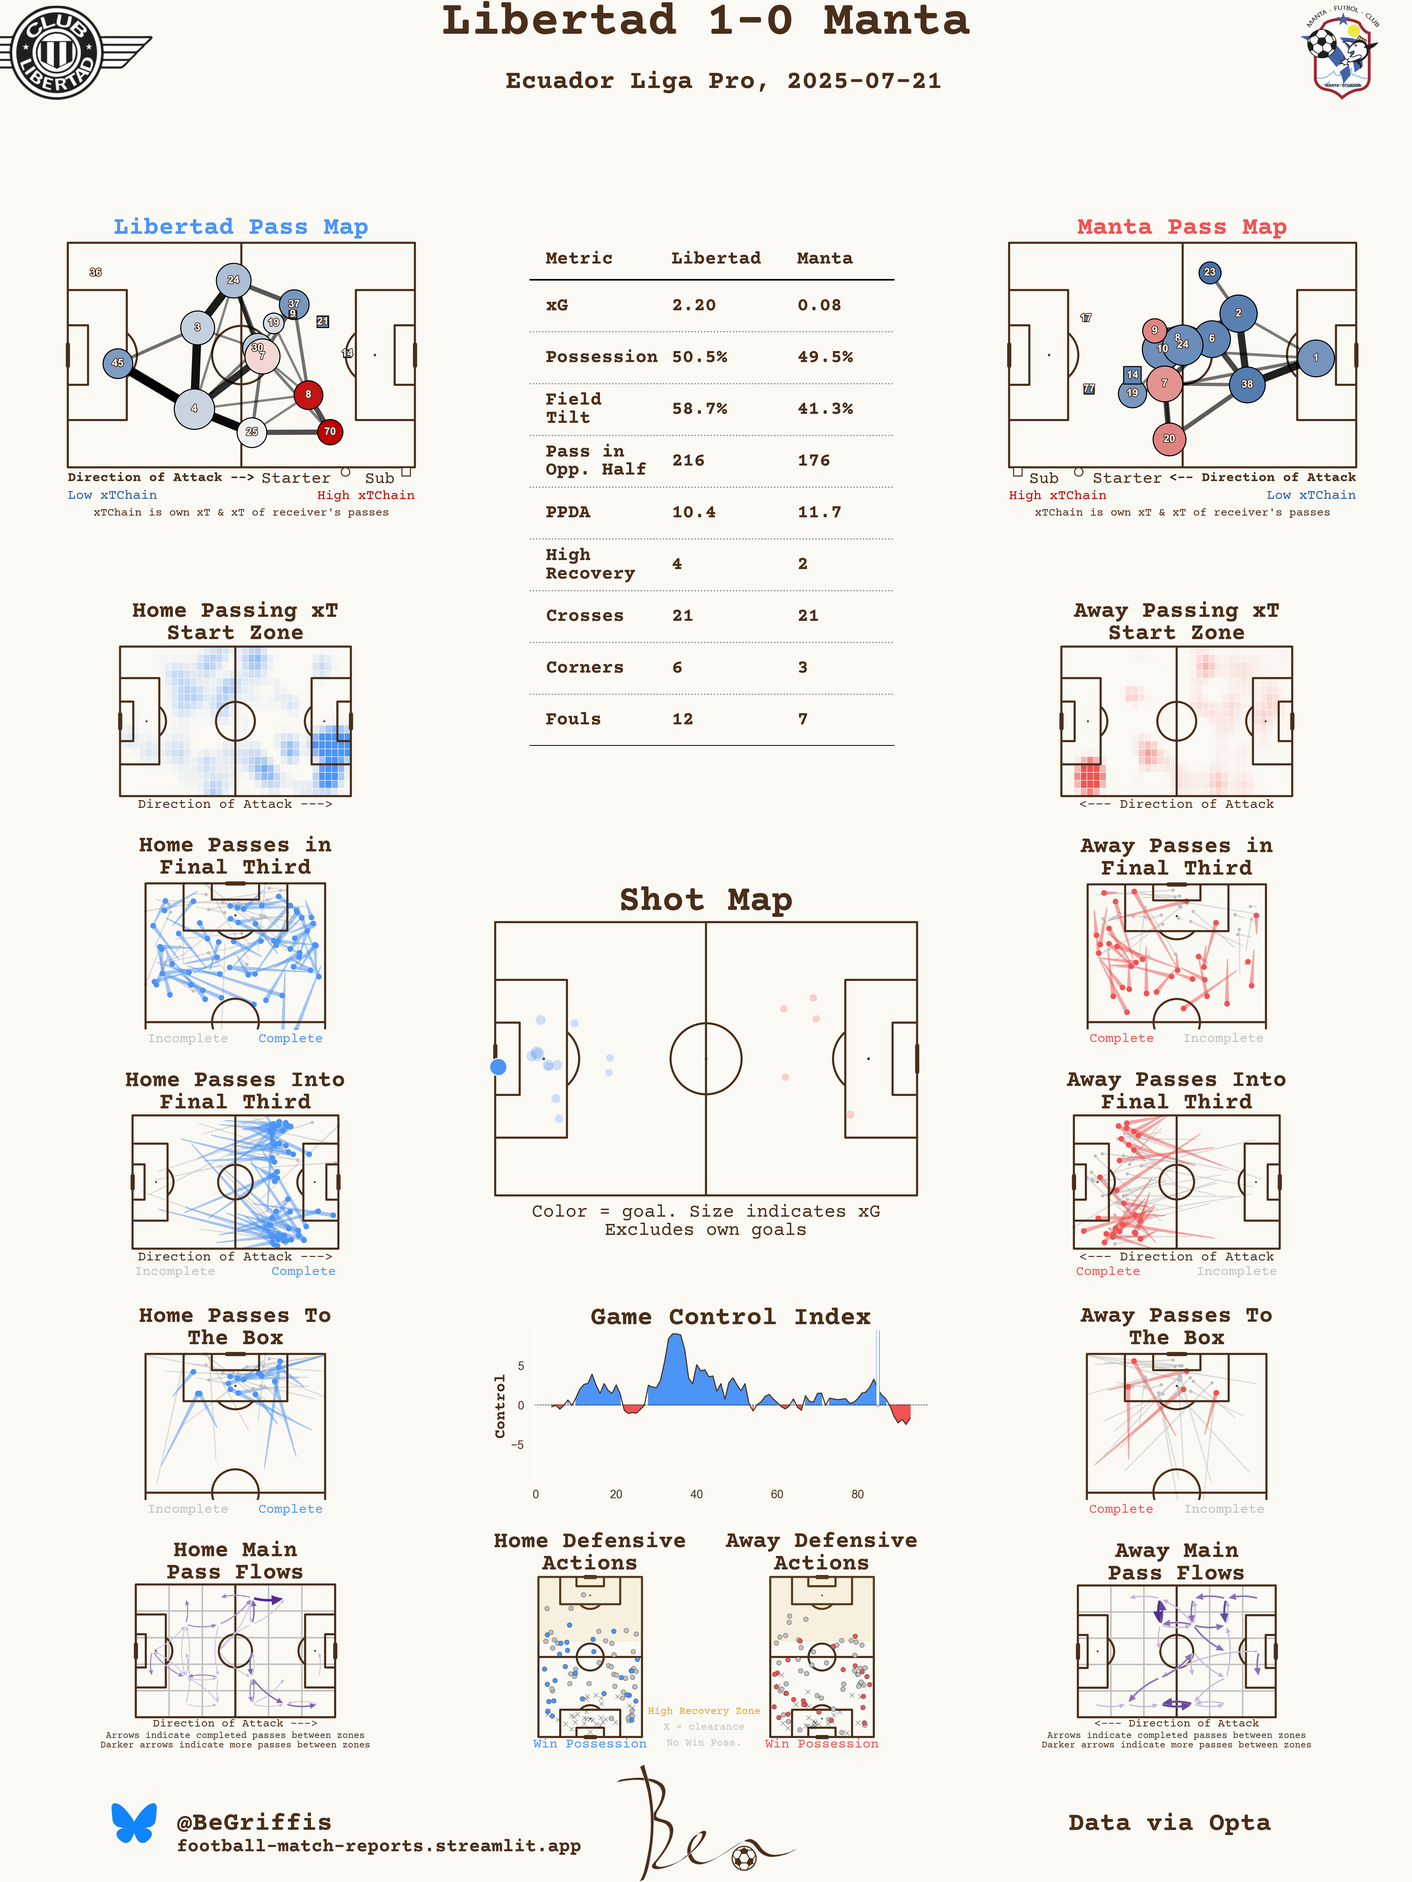 Libertad 1-0 Manta
Ecuador Liga Pro, 2025-07-21
CLUB
LIBERTAD
MANTA · FUTBOL · CLUB
MANTA - ECUADOR
Libertad Pass Map
36
24
37
9
19
21
3
30
7
14
45
8
4
25
70
Direction of Attack --> Starter Sub
Low xTChain High xTChain
xTChain is own xT & xT of receiver's passes
Metric Libertad Manta
xG 2.20 0.08
Possession 50.5% 49.5%
Field
Tilt 58.7% 41.3%
Pass in
Opp. Half 216 176
PPDA 10.4 11.7
High
Recovery 4 2
Crosses 21 21
Corners 6 3
Fouls 12 7
Manta Pass Map
23
2
17
9
8
6
10
24
1
14
7
38
77
19
20
Sub Starter <-- Direction of Attack
High xTChain Low xTChain
xTChain is own xT & xT of receiver's passes
Home Passing xT
Start Zone
Direction of Attack --->
Away Passing xT
Start Zone
<--- Direction of Attack
Home Passes in
Final Third
Incomplete Complete
Away Passes in
Final Third
Complete Incomplete
Shot Map
Color = goal. Size indicates xG
Excludes own goals
Home Passes Into
Final Third
Direction of Attack --->
Incomplete Complete
Away Passes Into
Final Third
<--- Direction of Attack
Complete Incomplete
Home Passes To
The Box
Incomplete Complete
Game Control Index
Control
5
0
−5
0 20 40 60 80
Away Passes To
The Box
Complete Incomplete
Home Main
Pass Flows
Direction of Attack --->
Arrows indicate completed passes between zones
Darker arrows indicate more passes between zones
Home Defensive
Actions
Win Possession
High Recovery Zone
X = clearance
No Win Poss.
Away Defensive
Actions
Win Possession
Away Main
Pass Flows
<--- Direction of Attack
Arrows indicate completed passes between zones
Darker arrows indicate more passes between zones
@BeGriffis
football-match-reports.streamlit.app
Ben
Data via Opta